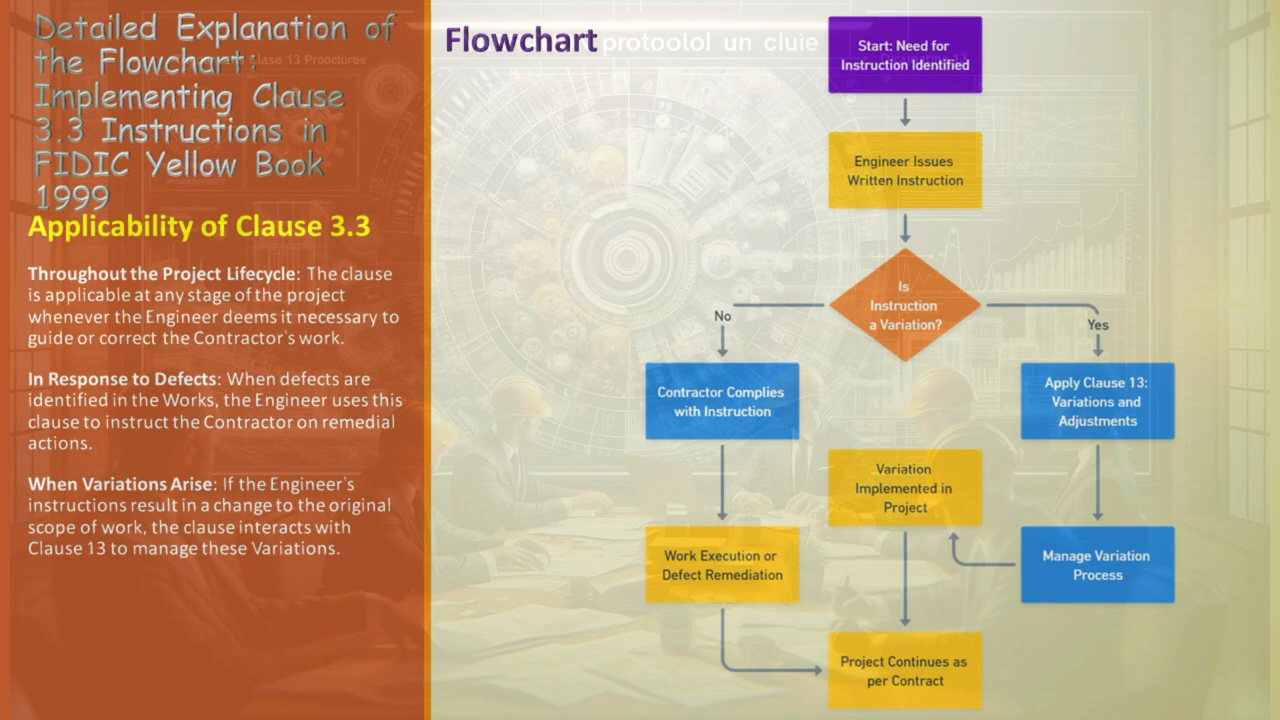 Detailed Explanation of
the Flowchart:
Implementing Clause
3.3 Instructions in
FIDIC Yellow Book
1999
Clase 13 Prooclures
Applicability of Clause 3.3
Throughout the Project Lifecycle: The clause
is applicable at any stage of the project
whenever the Engineer deems it necessary to
guide or correct the Contractor's work.
In Response to Defects: When defects are
identified in the Works, the Engineer uses this
clause to instruct the Contractor on remedial
actions.
When Variations Arise: If the Engineer's
instructions result in a change to the original
scope of work, the clause interacts with
Clause 13 to manage these Variations.
Flowchart
protoolol un cluie
Start: Need for
Instruction Identified
Engineer Issues
Written Instruction
Is
Instruction
a Variation?
No
Yes
Contractor Complies
with Instruction
Apply Clause 13:
Variations and
Adjustments
Variation
Implemented in
Project
Work Execution or
Defect Remediation
Manage Variation
Process
Project Continues as
per Contract